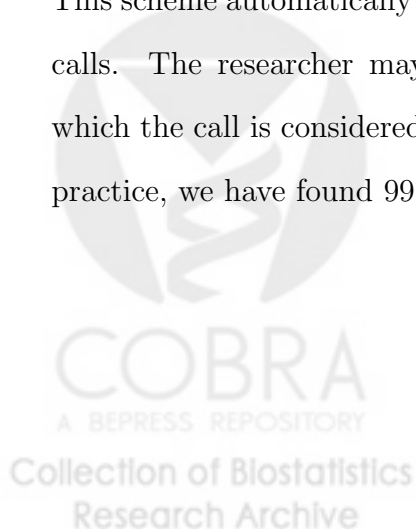 This scheme automatically
calls. The researcher may
which the call is considered
practice, we have found 99
COBRA
A BEPRESS REPOSITORY
Collection of Biostatistics
Research Archive